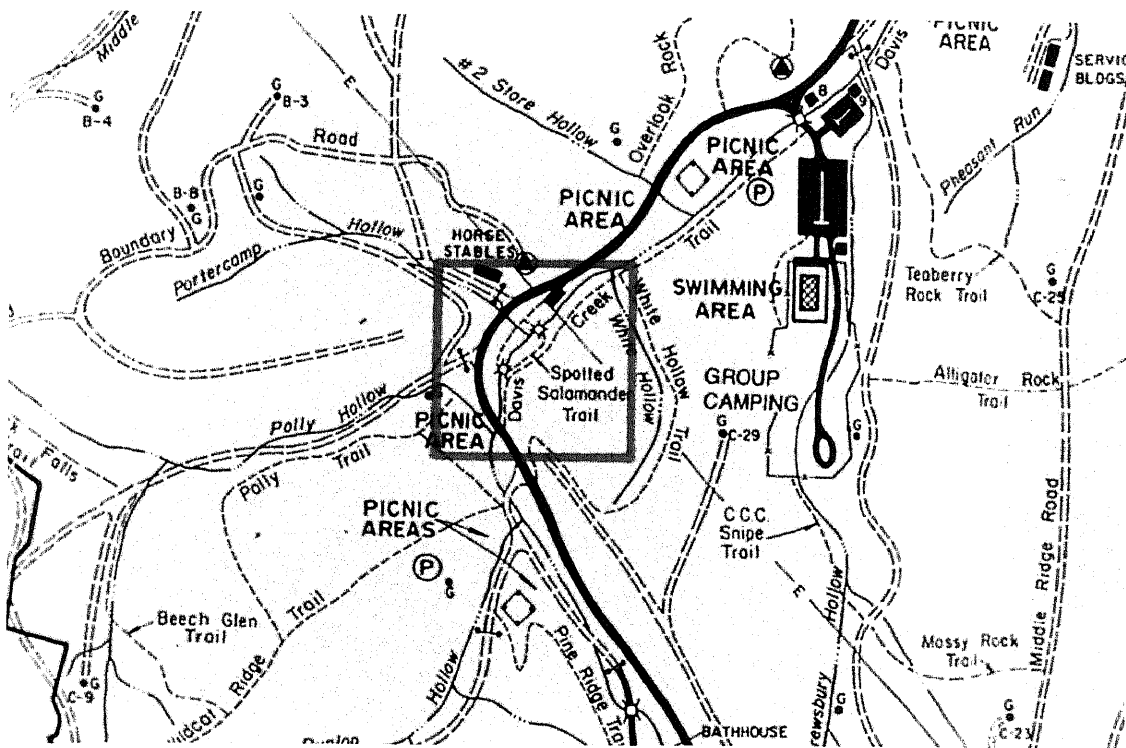 Middle
G
B-4
G
B-3
Road
E
#2 Store Hollow
Overlook Rock
G
PICNIC
AREA
8
9
Davis
PICNIC
AREA
SERVIC
BLDGS
Pheasant Run
PICNIC
AREA
P
Trail
B-8
G
G
Boundary
Portercamp Hollow
HORSE
STABLES
SWIMMING
AREA
Teaberry
Rock Trail
G
C-25
Creek
White
Hollow
Trail
White
Hollow
Spotted
Salamander
Trail
Davis
GROUP
CAMPING
Alligator Rock
Trail
G
C-29
G
Polly Hollow
PICNIC
AREA
Polly Trail
Falls
PICNIC
AREAS
P
G
C.C.C.
Snipe
Trail
E
Hollow
Middle Ridge Road
Beech Glen
Trail
Ridge Trail
Hollow
Pine Ridge
Mossy Rock
Trail
G
C-9
G
G
C-23
BATHHOUSE